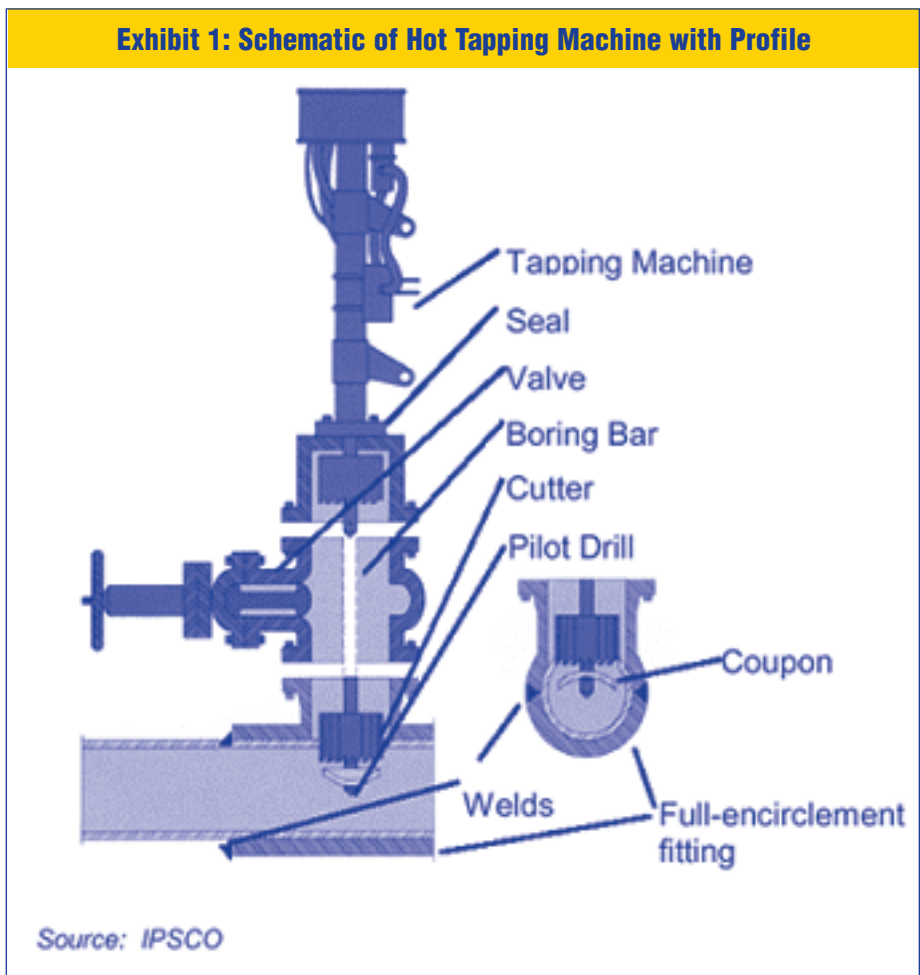 Exhibit 1: Schematic of Hot Tapping Machine with Profile
Tapping Machine
Seal
Valve
Boring Bar
Cutter
Pilot Drill
Coupon
Welds
Full-encirclement
fitting
Source: IPSCO